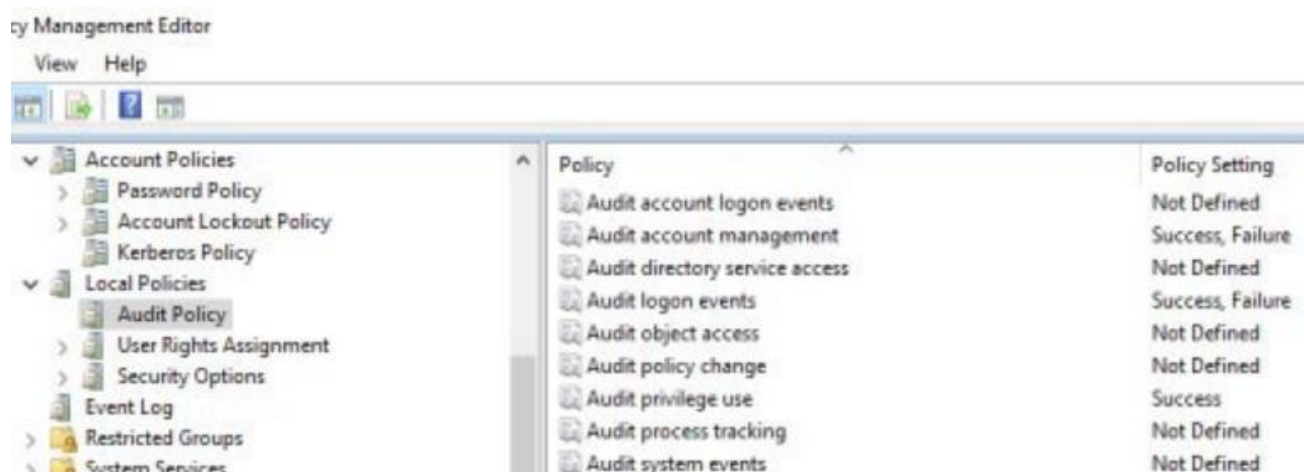 cy Management Editor
View Help
Account Policies
Password Policy
Account Lockout Policy
Kerberos Policy
Local Policies
Audit Policy
User Rights Assignment
Security Options
Event Log
Restricted Groups
System Services
Policy Policy Setting
Audit account logon events Not Defined
Audit account management Success, Failure
Audit directory service access Not Defined
Audit logon events Success, Failure
Audit object access Not Defined
Audit policy change Not Defined
Audit privilege use Success
Audit process tracking Not Defined
Audit system events Not Defined